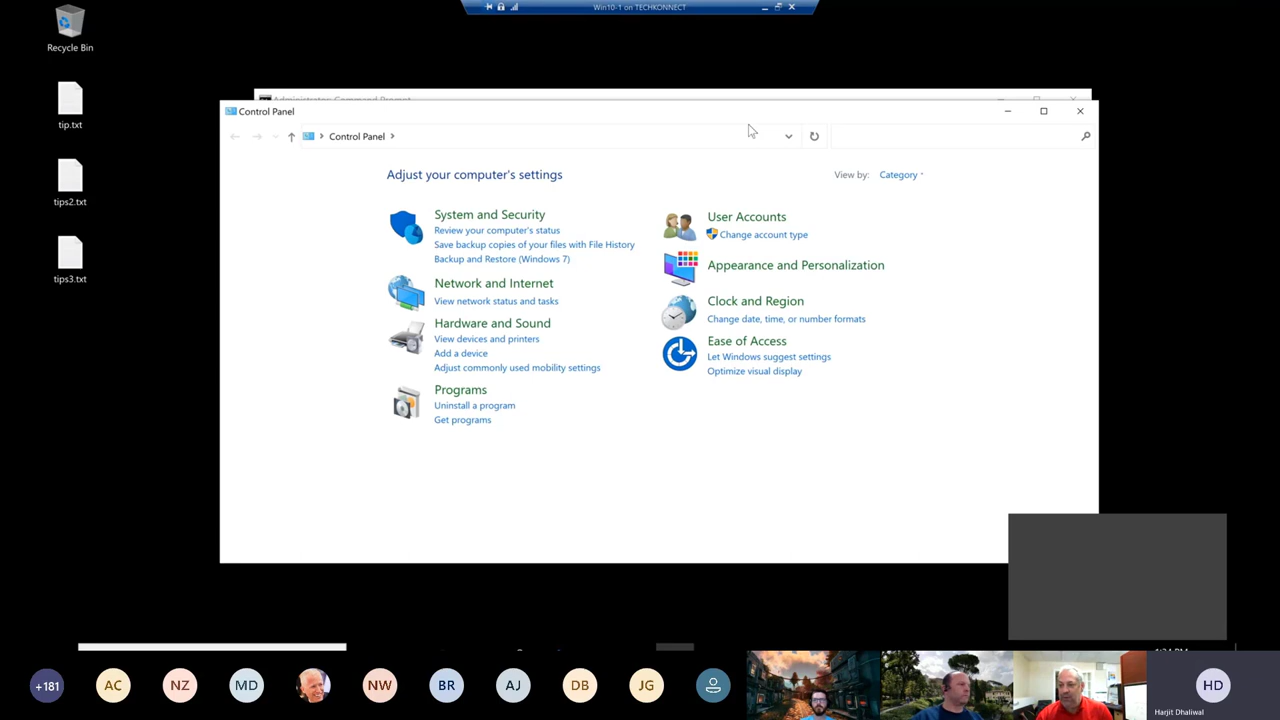 Win10-1 on TECKONNECT
Recycle Bin
tip.txt
tips2.txt
tips3.txt
Administrator: Command Prompt
Control Panel
Control Panel
Adjust your computer's settings
View by: Category
System and Security
Review your computer's status
Save backup copies of your files with File History
Backup and Restore (Windows 7)
Network and Internet
View network status and tasks
Hardware and Sound
View devices and printers
Add a device
Adjust commonly used mobility settings
Programs
Uninstall a program
Get programs
User Accounts
Change account type
Appearance and Personalization
Clock and Region
Change date, time, or number formats
Ease of Access
Let Windows suggest settings
Optimize visual display
+181
AC
NZ
MD
NW
BR
AJ
DB
JG
HD
Harjit Dhaliwal